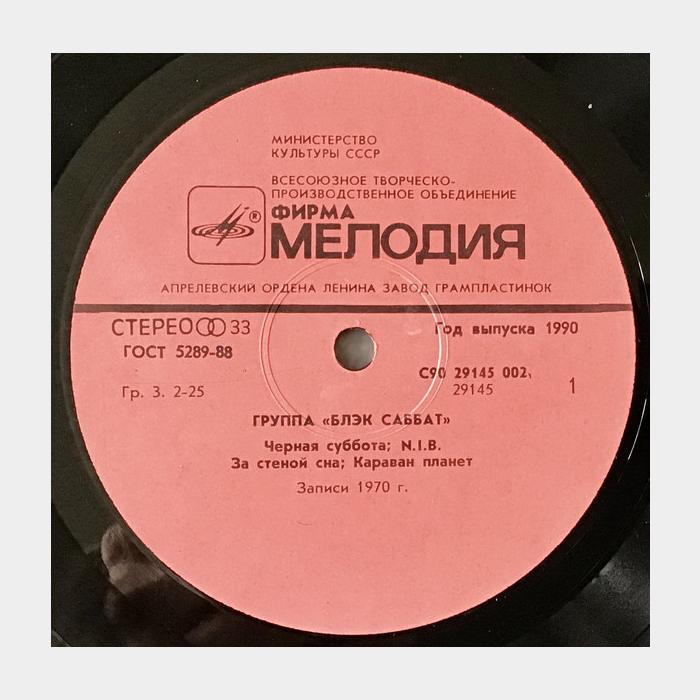 МИНИСТЕРСТВО
КУЛЬТУРЫ СССР
ВСЕСОЮЗНОЕ ТВОРЧЕСКО-
ПРОИЗВОДСТВЕННОЕ ОБЪЕДИНЕНИЕ
® ФИРМА
МЕЛОДИЯ
АПРЕЛЕВСКИЙ ОРДЕНА ЛЕНИНА ЗАВОД ГРАМПЛАСТИНОК
СТЕРЕО 33 Год выпуска 1990
ГОСТ 5289-88
С90 29145 002
Гр. 3. 2-25 29145 1
ГРУППА «БЛЭК САББАТ»
Черная суббота; N.I.B.
За стеной сна; Караван планет
Записи 1970 г.